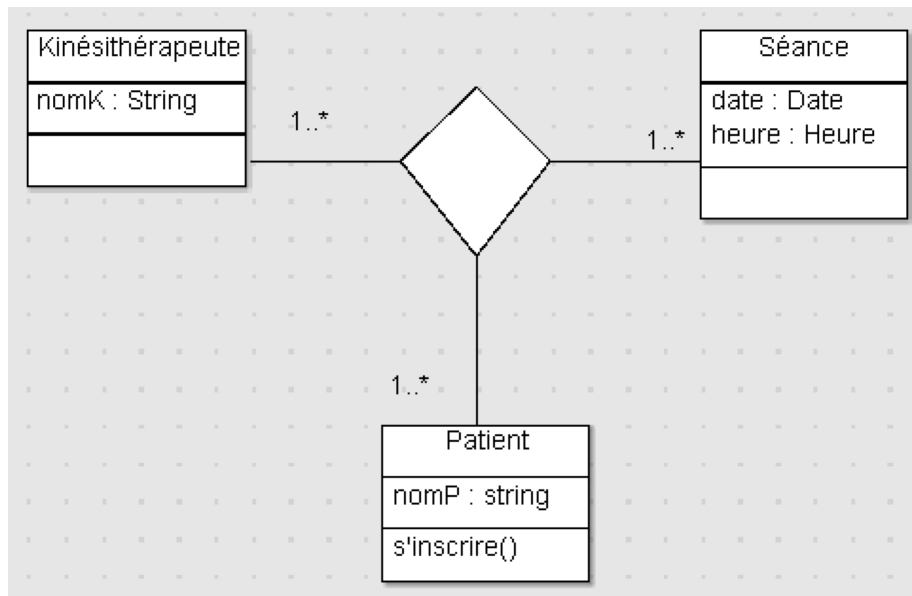 Kinésithérapeute
nomK : String
1..*
Séance
date : Date
heure : Heure
1..*
1..*
Patient
nomP : string
s'inscrire()